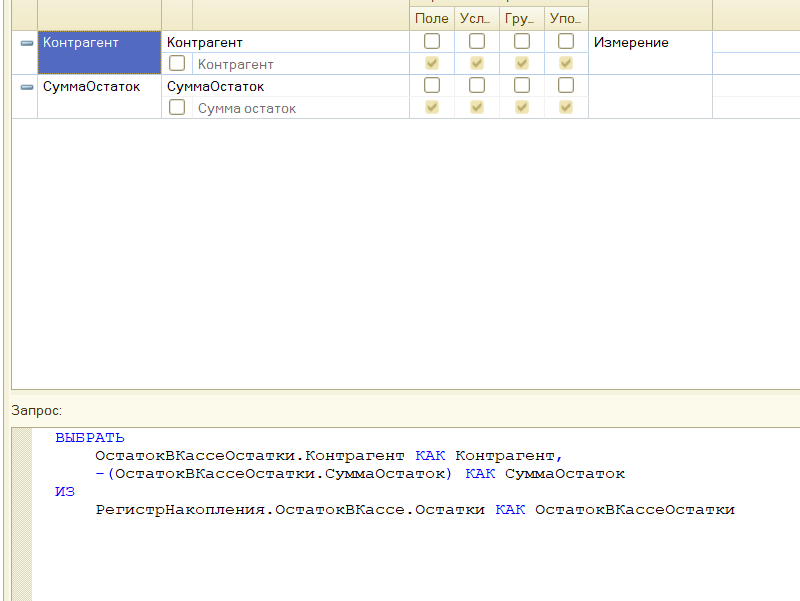 Поле Усл... Гру... Упо...
Контрагент Контрагент Измерение
Контрагент
СуммаОстаток СуммаОстаток
Сумма остаток
Запрос:
ВЫБРАТЬ
ОстатокВКассеОстатки.Контрагент КАК Контрагент,
-(ОстатокВКассеОстатки.СуммаОстаток) КАК СуммаОстаток
ИЗ
РегистрНакопления.ОстатокВКассе.Остатки КАК ОстатокВКассеОстатки